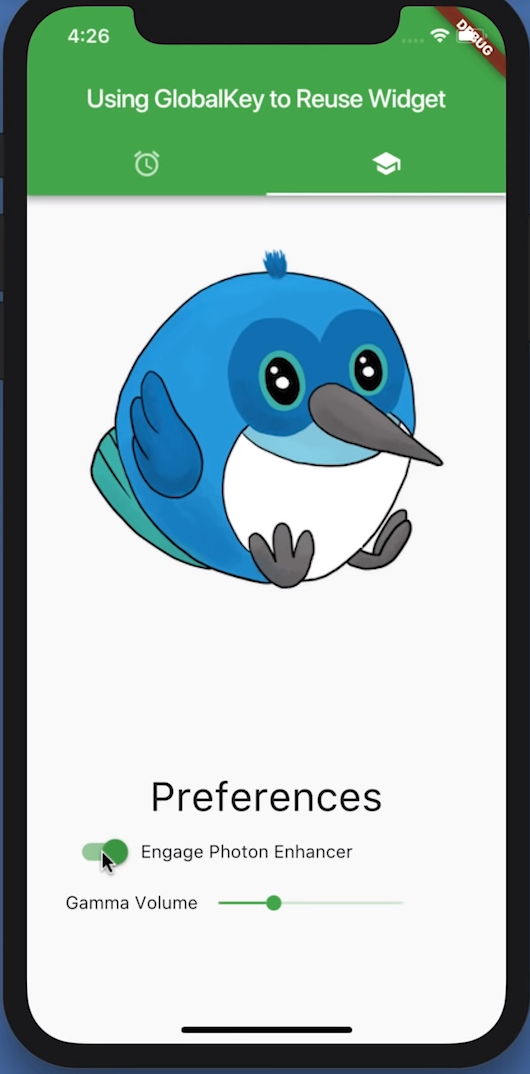 4:26
DEBUG
Using GlobalKey to Reuse Widget
Preferences
Engage Photon Enhancer
Gamma Volume